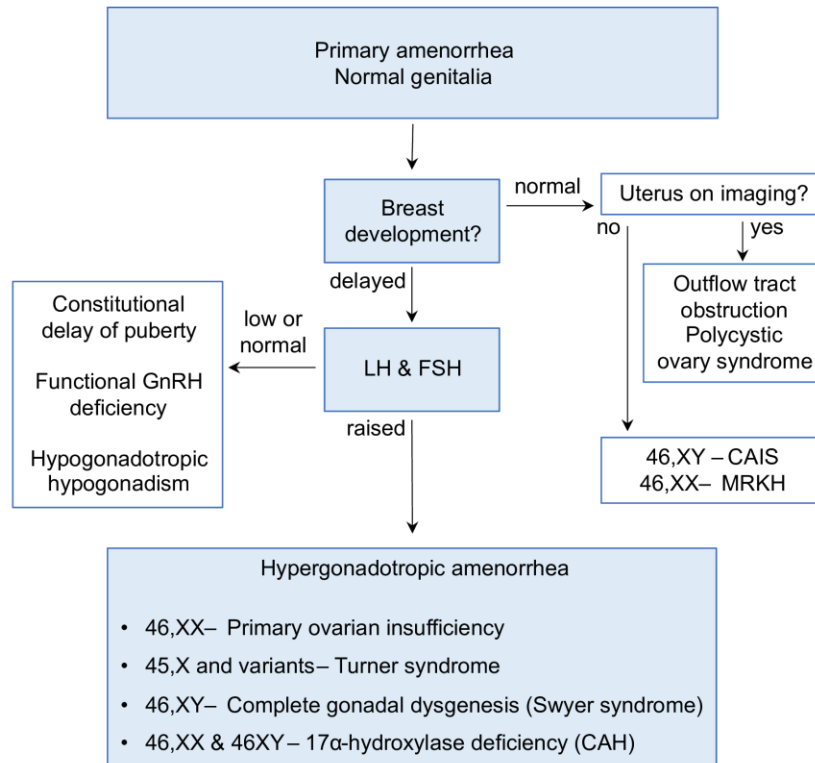 Primary amenorrhea
Normal genitalia
Breast
development?
normal
Uterus on imaging?
no
yes
Outflow tract
obstruction
Polycystic
ovary syndrome
delayed
Constitutional
delay of puberty
Functional GnRH
deficiency
Hypogonadotropic
hypogonadism
low or
normal
LH & FSH
raised
46,XY – CAIS
46,XX– MRKH
Hypergonadotropic amenorrhea
• 46,XX– Primary ovarian insufficiency
• 45,X and variants – Turner syndrome
• 46,XY– Complete gonadal dysgenesis (Swyer syndrome)
• 46,XX & 46XY – 17α-hydroxylase deficiency (CAH)